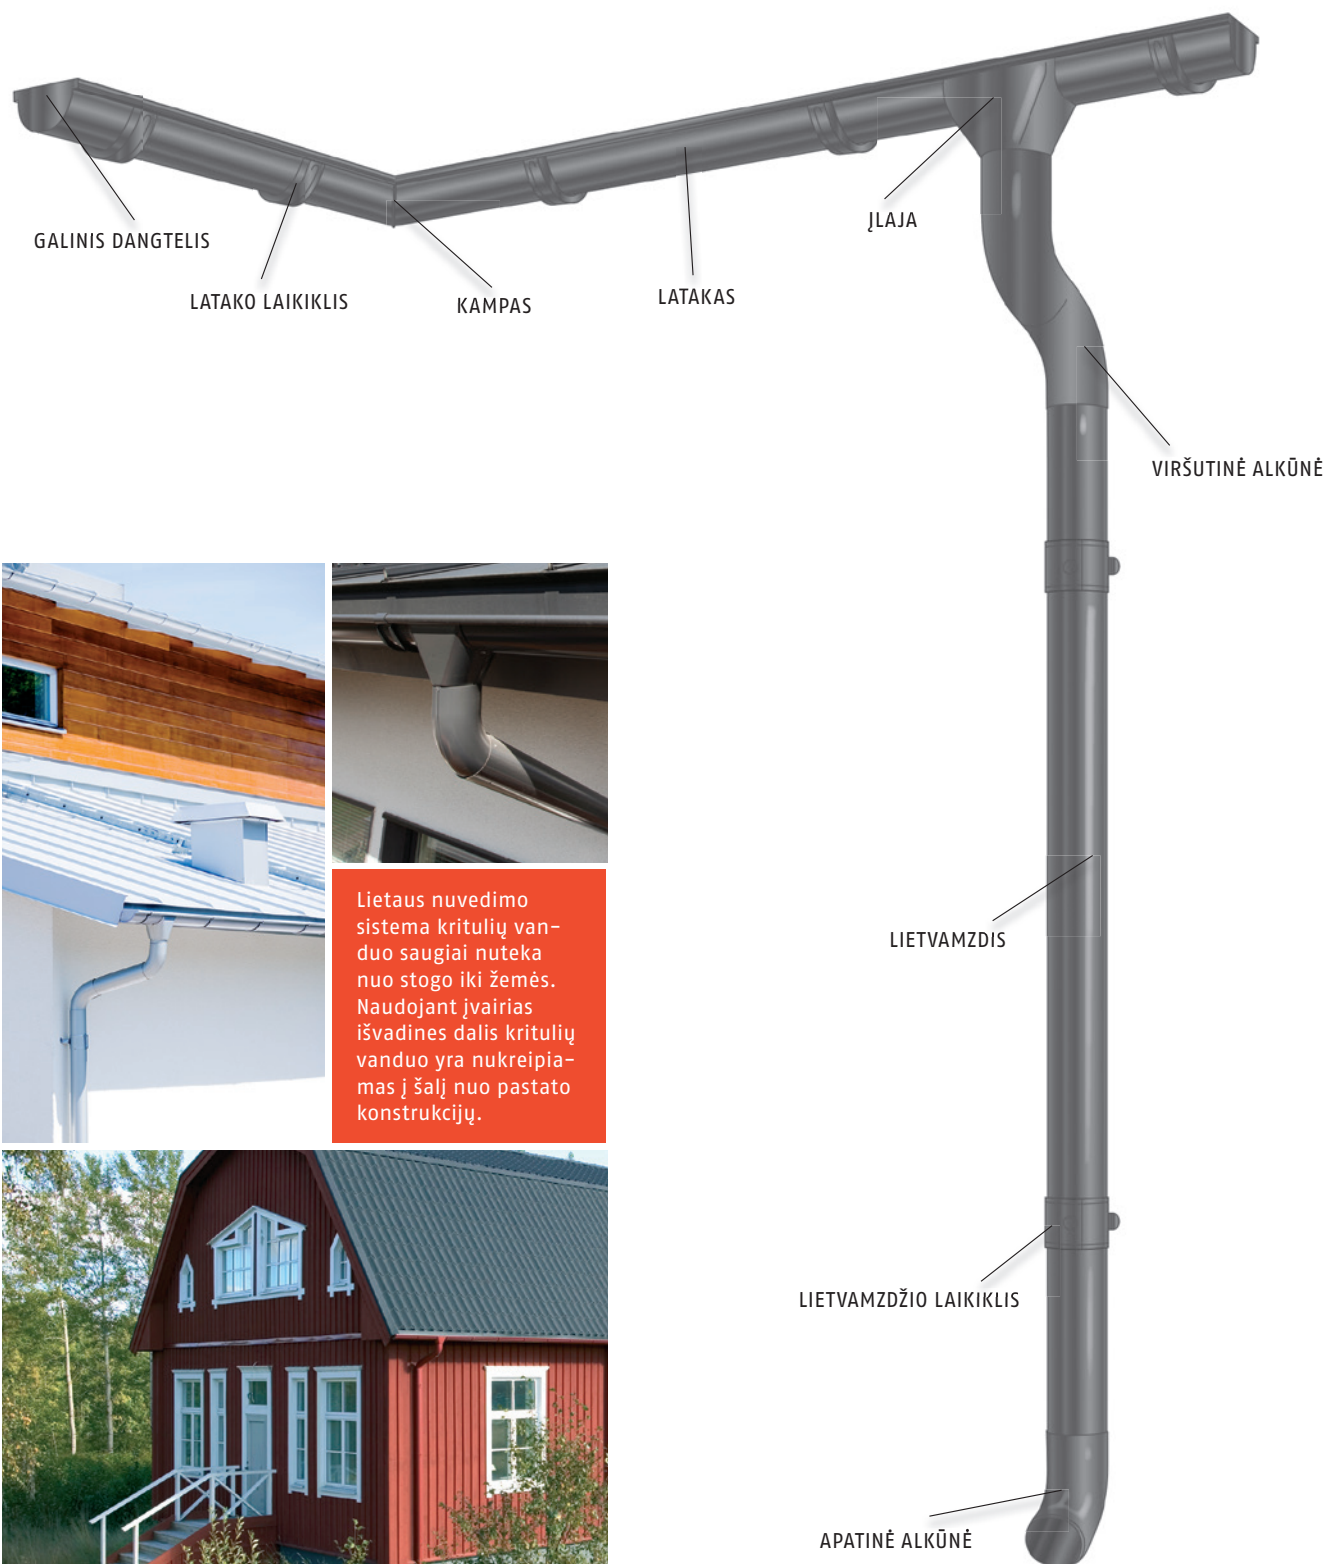 GALINIS DANGTELIS
LATAKO LAIKIKLIS
KAMPAS
LATAKAS
ĮLAJA
VIRŠUTINĖ ALKŪNĖ
Lietaus nuvedimo
sistema kritulių van-
duo saugiai nuteka
nuo stogo iki žemės.
Naudojant įvairias
išvadines dalis kritulių
vanduo yra nukreipia-
mas į šalį nuo pastato
konstrukcijų.
LIETVAMZDIS
LIETVAMZDŽIO LAIKIKLIS
APATINĖ ALKŪNĖ